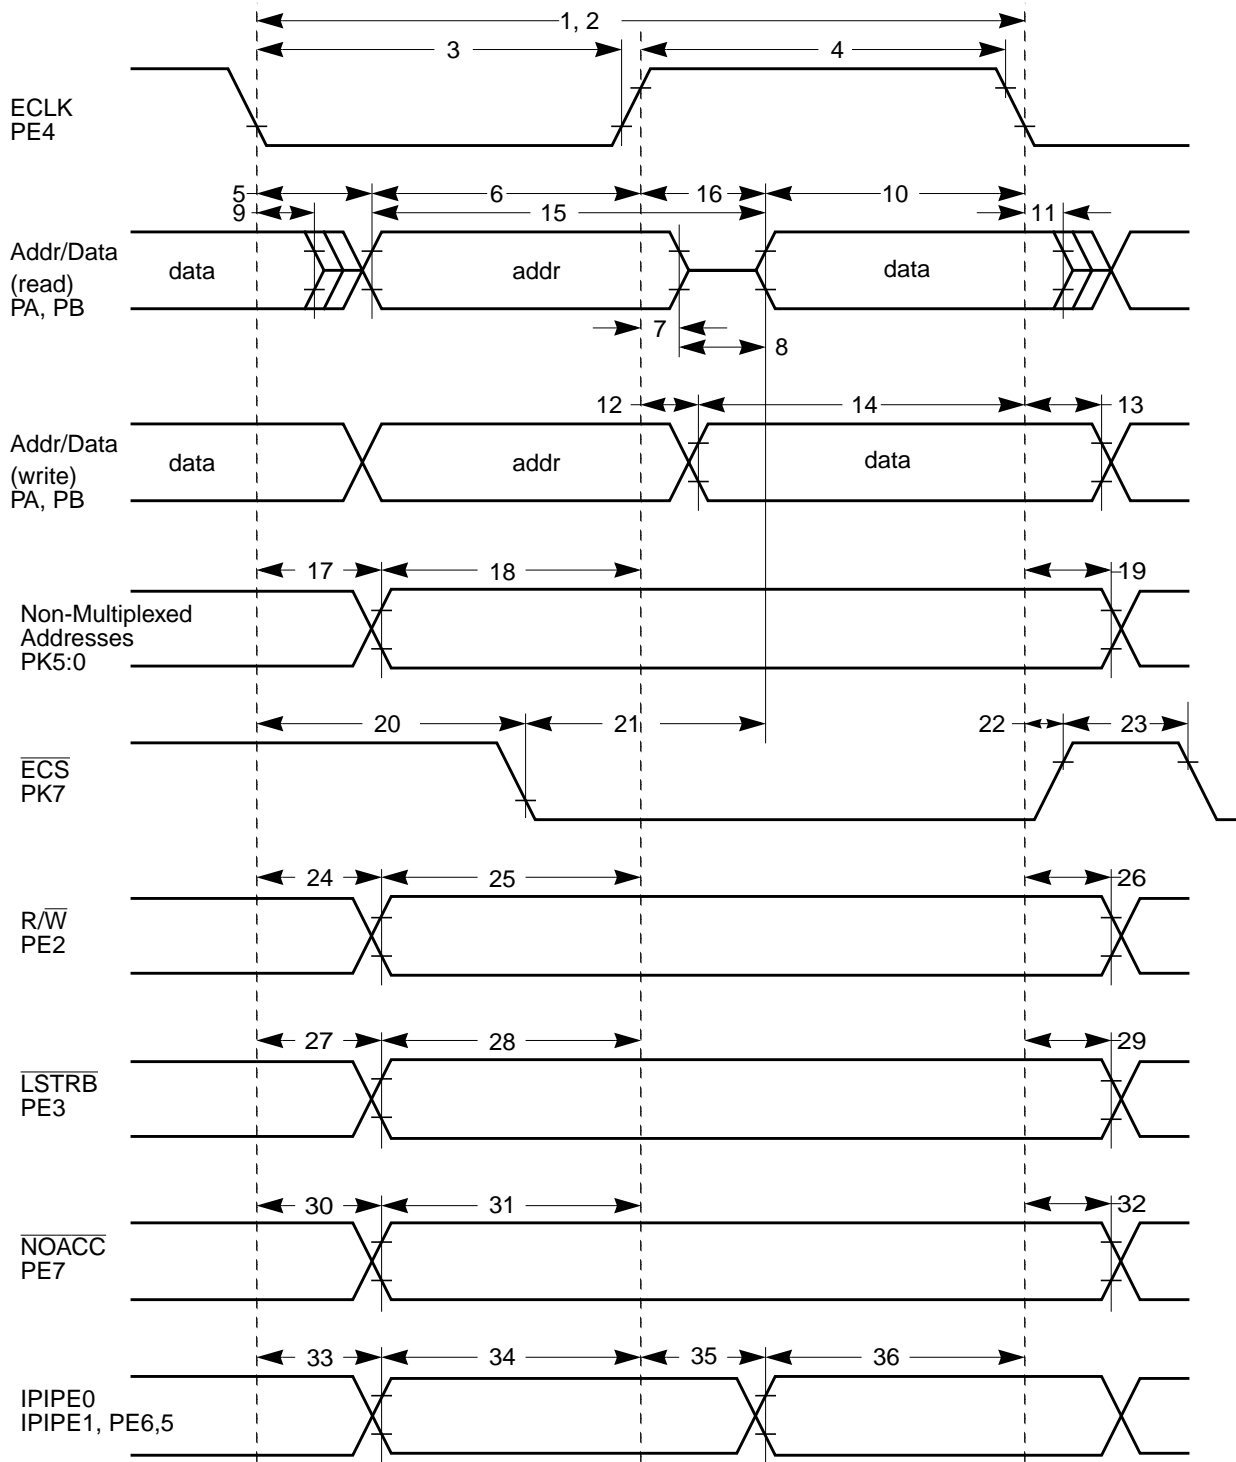 1, 2
3
4
ECLK
PE4
5
6
16
10
9
15
11
Addr/Data
(read)
PA, PB
data
addr
data
7
8
12
14
13
Addr/Data
(write)
PA, PB
data
addr
data
17
18
19
Non-Multiplexed
Addresses
PK5:0
20
21
22
23
ECS
PK7
24
25
26
R/W
PE2
27
28
29
LSTRB
PE3
30
31
32
NOACC
PE7
33
34
35
36
IPIPE0
IPIPE1, PE6,5